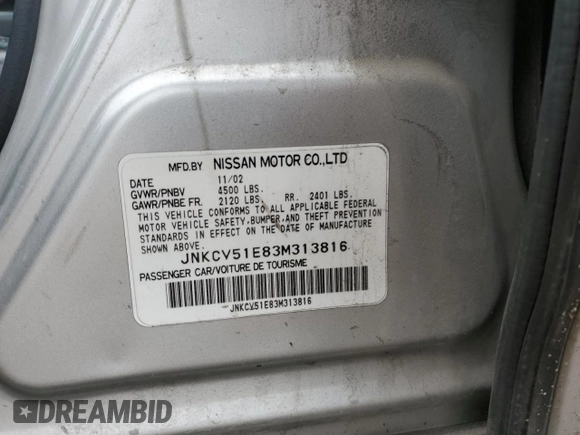 MFD.BY NISSAN MOTOR CO.,LTD
DATE 11/02
GVWR/PNBV 4500 LBS.
GAWR/PNBE FR. 2120 LBS. RR. 2401 LBS.
THIS VEHICLE CONFORMS TO ALL APPLICABLE FEDERAL
MOTOR VEHICLE SAFETY, BUMPER, AND THEFT PREVENTION
STANDARDS IN EFFECT ON THE DATE OF MANUFACTURE
SHOWN ABOVE.
JNKCV51E83M313816
PASSENGER CAR/VOITURE DE TOURISME
JNKCV51E83M313816
DREAMBID